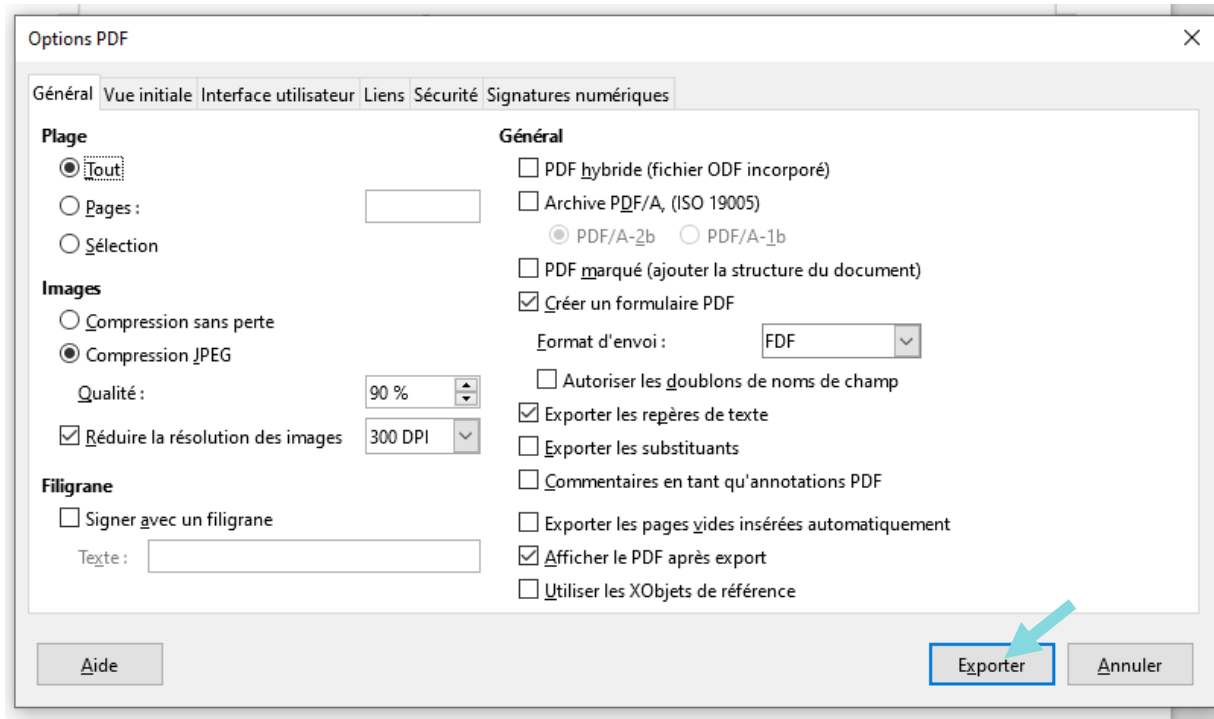 Options PDF
Général Vue initiale Interface utilisateur Liens Sécurité Signatures numériques
Plage
Tout
Pages :
Sélection
Images
Compression sans perte
Compression JPEG
Qualité : 90 %
Réduire la résolution des images 300 DPI
Filigrane
Signer avec un filigrane
Texte :
Général
PDF hybride (fichier ODF incorporé)
Archive PDF/A, (ISO 19005)
PDF/A-2b PDF/A-1b
PDF marqué (ajouter la structure du document)
Créer un formulaire PDF
Format d'envoi : FDF
Autoriser les doublons de noms de champ
Exporter les repères de texte
Exporter les substituants
Commentaires en tant qu'annotations PDF
Exporter les pages vides insérées automatiquement
Afficher le PDF après export
Utiliser les XObjets de référence
Aide Exporter Annuler